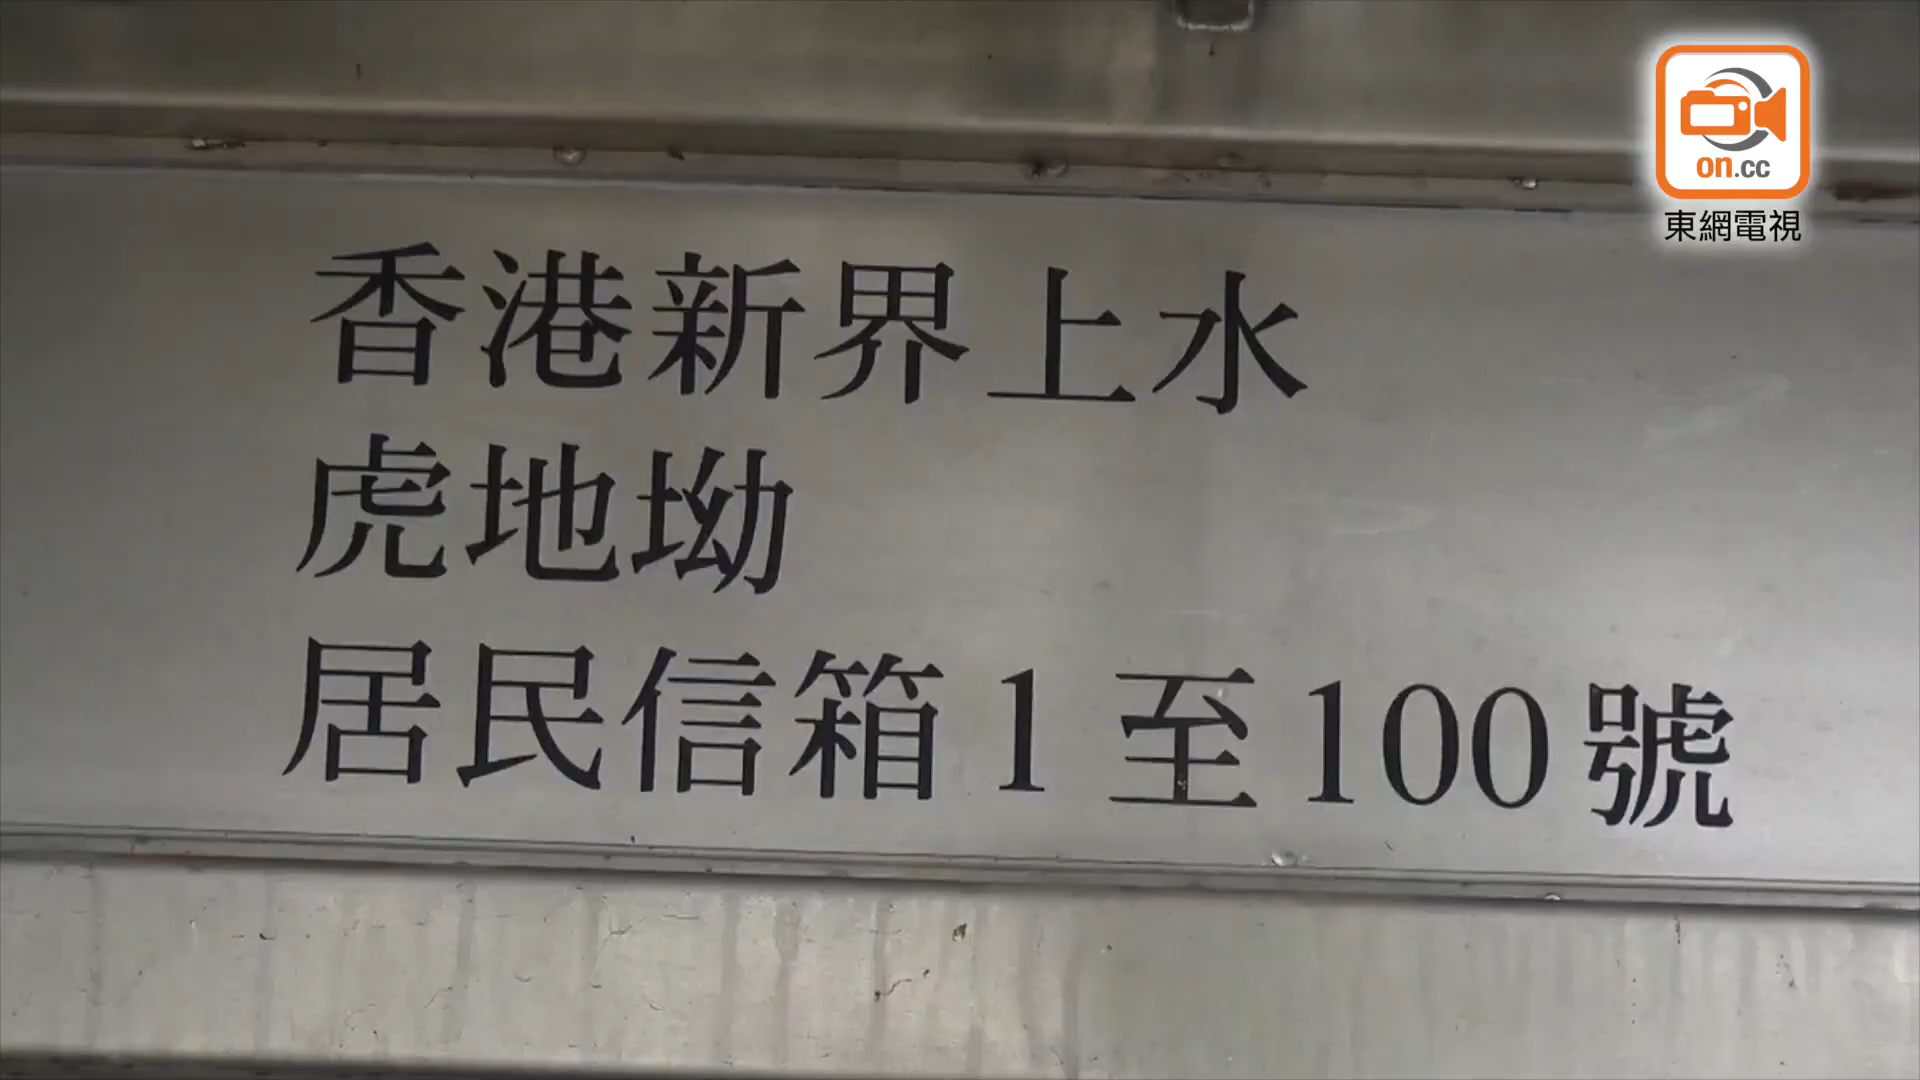 on.cc
東網電視
香港新界上水
虎地坳
居民信箱1至100號